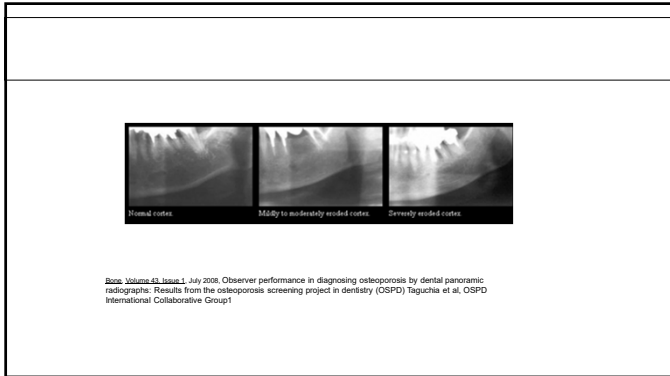 Normal cortex
Mildly to moderately eroded cortex
Severely eroded cortex
Bone, Volume 43, Issue 1, July 2008, Observer performance in diagnosing osteoporosis by dental panoramic
radiographs: Results from the osteoporosis screening project in dentistry (OSPD) Taguchia et al, OSPD
International Collaborative Group1